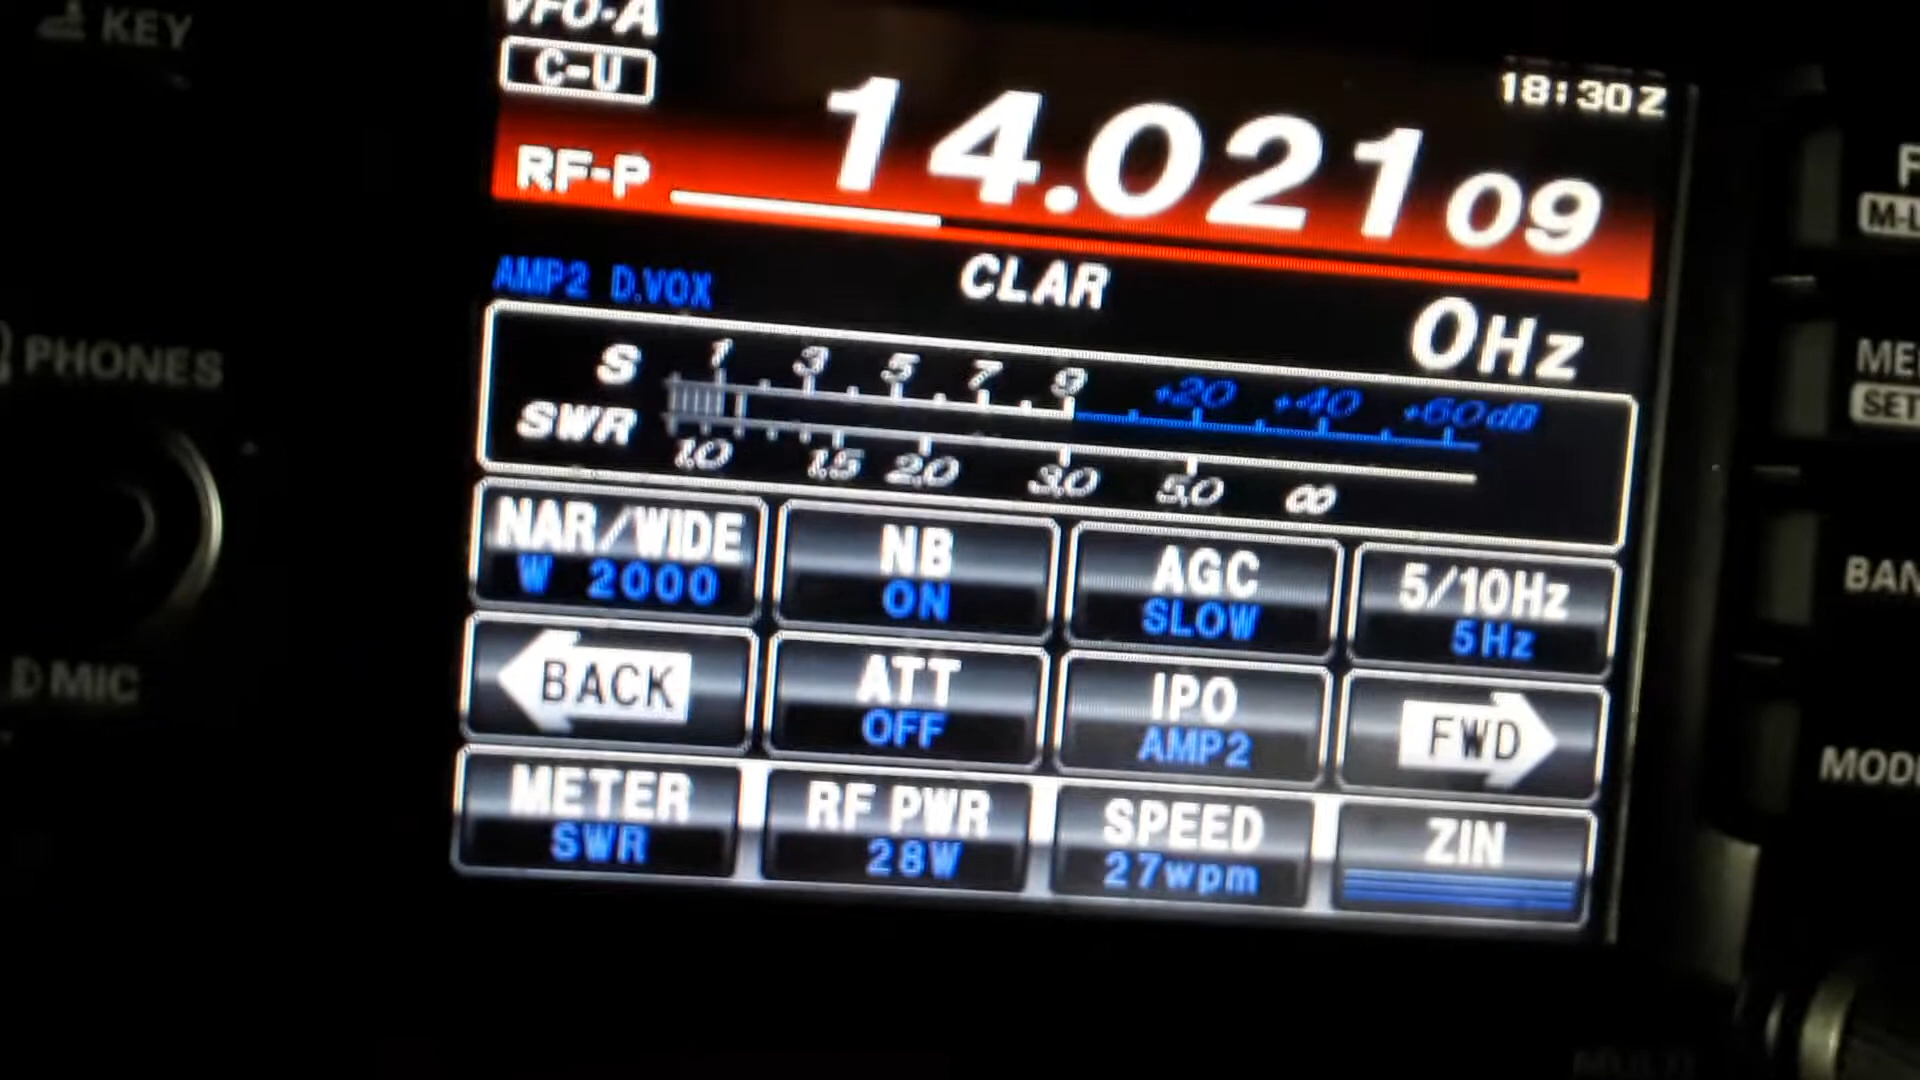 KEY
VFO-A
C-U
18:30Z
14.021 09
RF-P
AMP2 D.VOX
CLAR
0Hz
PHONES
S 1 3 5 7 9 +20 +40 +60dB
SWR
1.0 1.5 2.0 3.0 5.0 ∞
NAR/WIDE NB AGC 5/10Hz
W 2000 ON SLOW 5Hz
BACK ATT IPO FWD
OFF AMP2
MIC
METER RF PWR SPEED ZIN
SWR 28W 27wpm